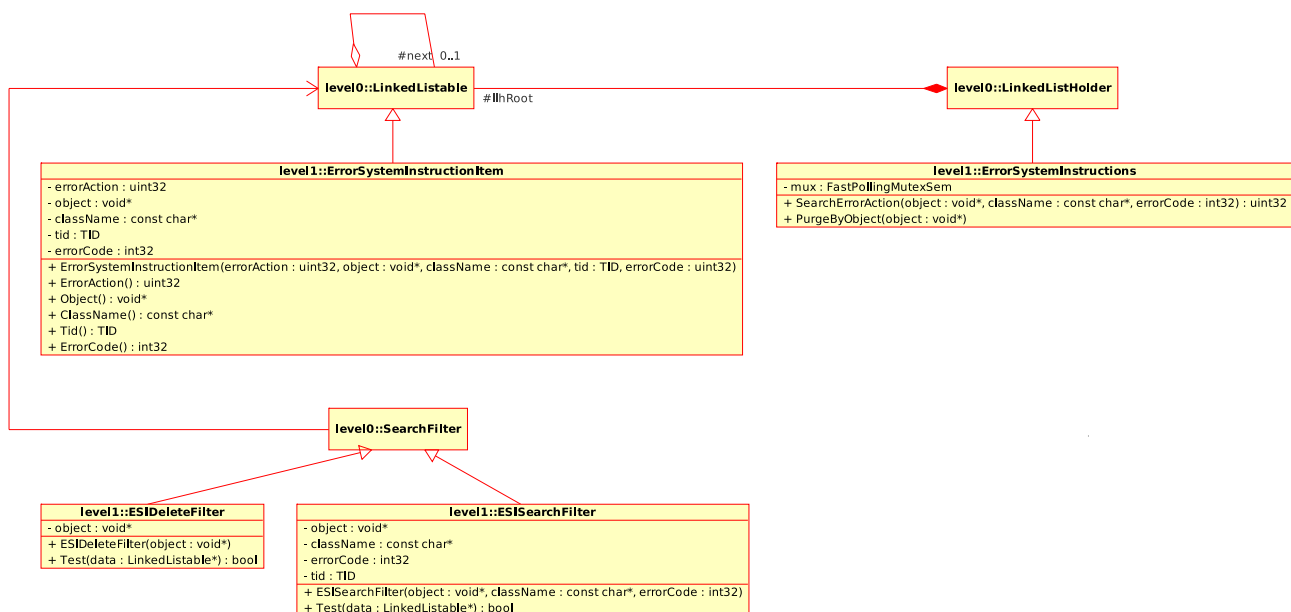 #next 0..1
level0::LinkedListable
#llhRoot
level0::LinkedListHolder
level1::ErrorSystemInstructionItem
- errorAction : uint32
- object : void*
- className : const char*
- tid : TID
- errorCode : int32
+ ErrorSystemInstructionItem(errorAction : uint32, object : void*, className : const char*, tid : TID, errorCode : uint32)
+ ErrorAction() : uint32
+ Object() : void*
+ ClassName() : const char*
+ Tid() : TID
+ ErrorCode() : int32
level1::ErrorSystemInstructions
- mux : FastPollingMutexSem
+ SearchErrorAction(object : void*, className : const char*, errorCode : int32) : uint32
+ PurgeByObject(object : void*)
level0::SearchFilter
level1::ESIDeleteFilter
- object : void*
+ ESIDeleteFilter(object : void*)
+ Test(data : LinkedListable*) : bool
level1::ESISearchFilter
- object : void*
- className : const char*
- errorCode : int32
- tid : TID
+ ESISearchFilter(object : void*, className : const char*, errorCode : int32)
+ Test(data : LinkedListable*) : bool